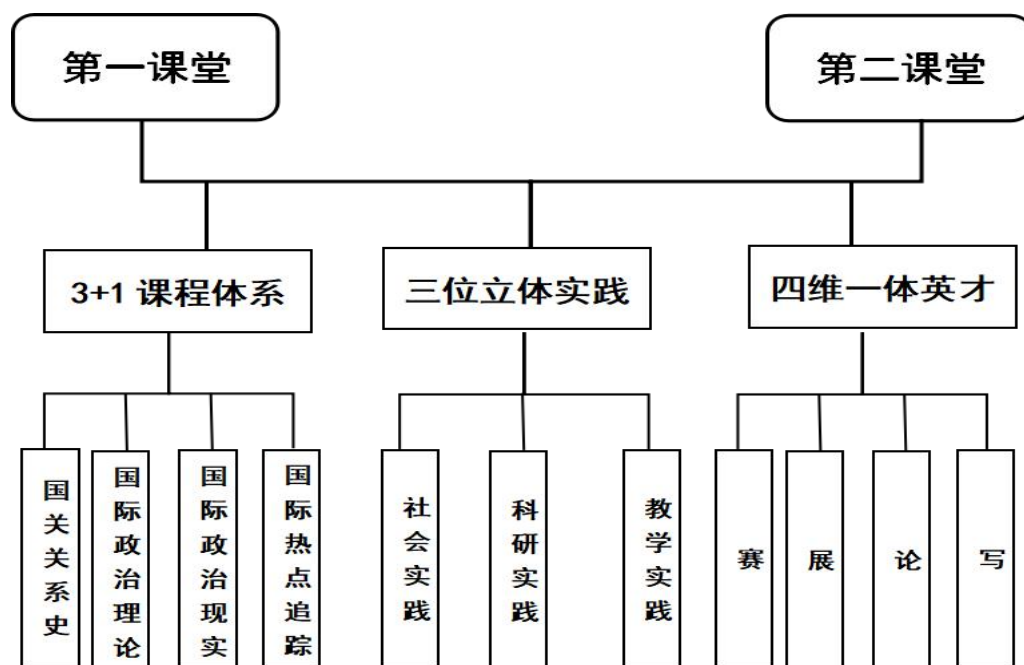 第一课堂
第二课堂
3+1 课程体系
三位立体实践
四维一体英才
国关关系史
国际政治理论
国际政治现实
国际热点追踪
社会实践
科研实践
教学实践
赛
展
论
写